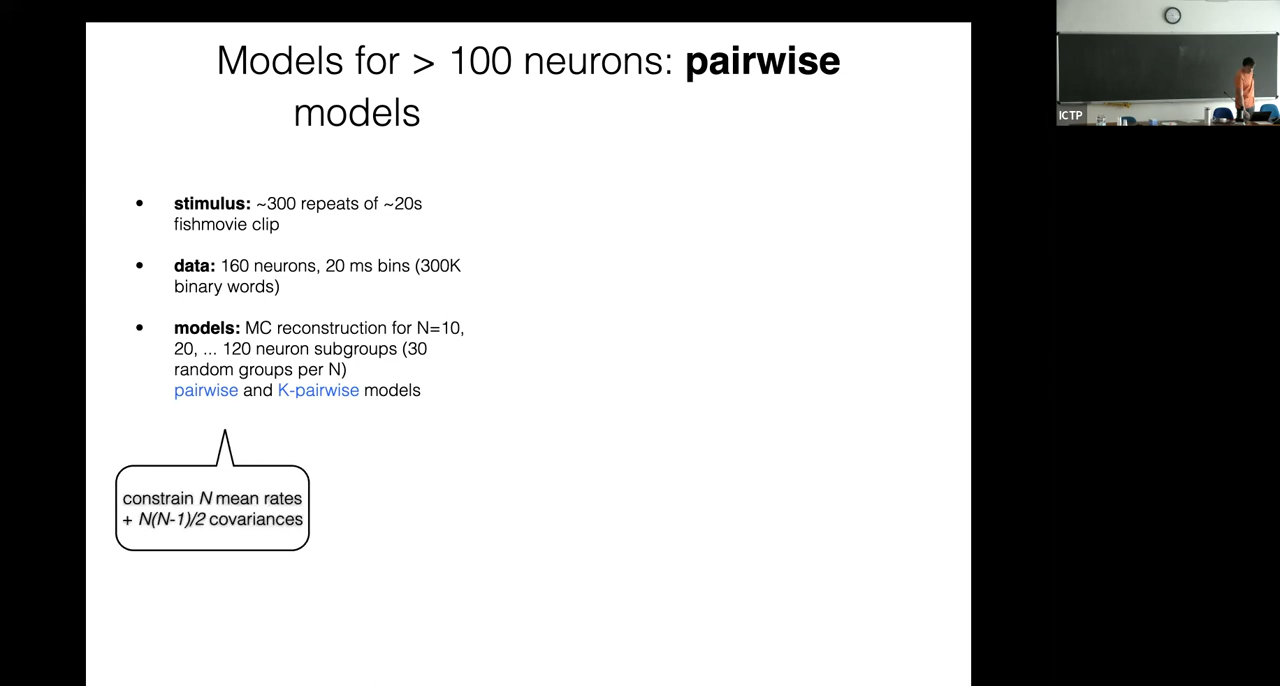 Models for > 100 neurons: pairwise
models
• stimulus: ~300 repeats of ~20s
fishmovie clip
• data: 160 neurons, 20 ms bins (300K
binary words)
• models: MC reconstruction for N=10,
20, ... 120 neuron subgroups (30
random groups per N)
pairwise and K-pairwise models
constrain N mean rates
+ N(N-1)/2 covariances
ICTP